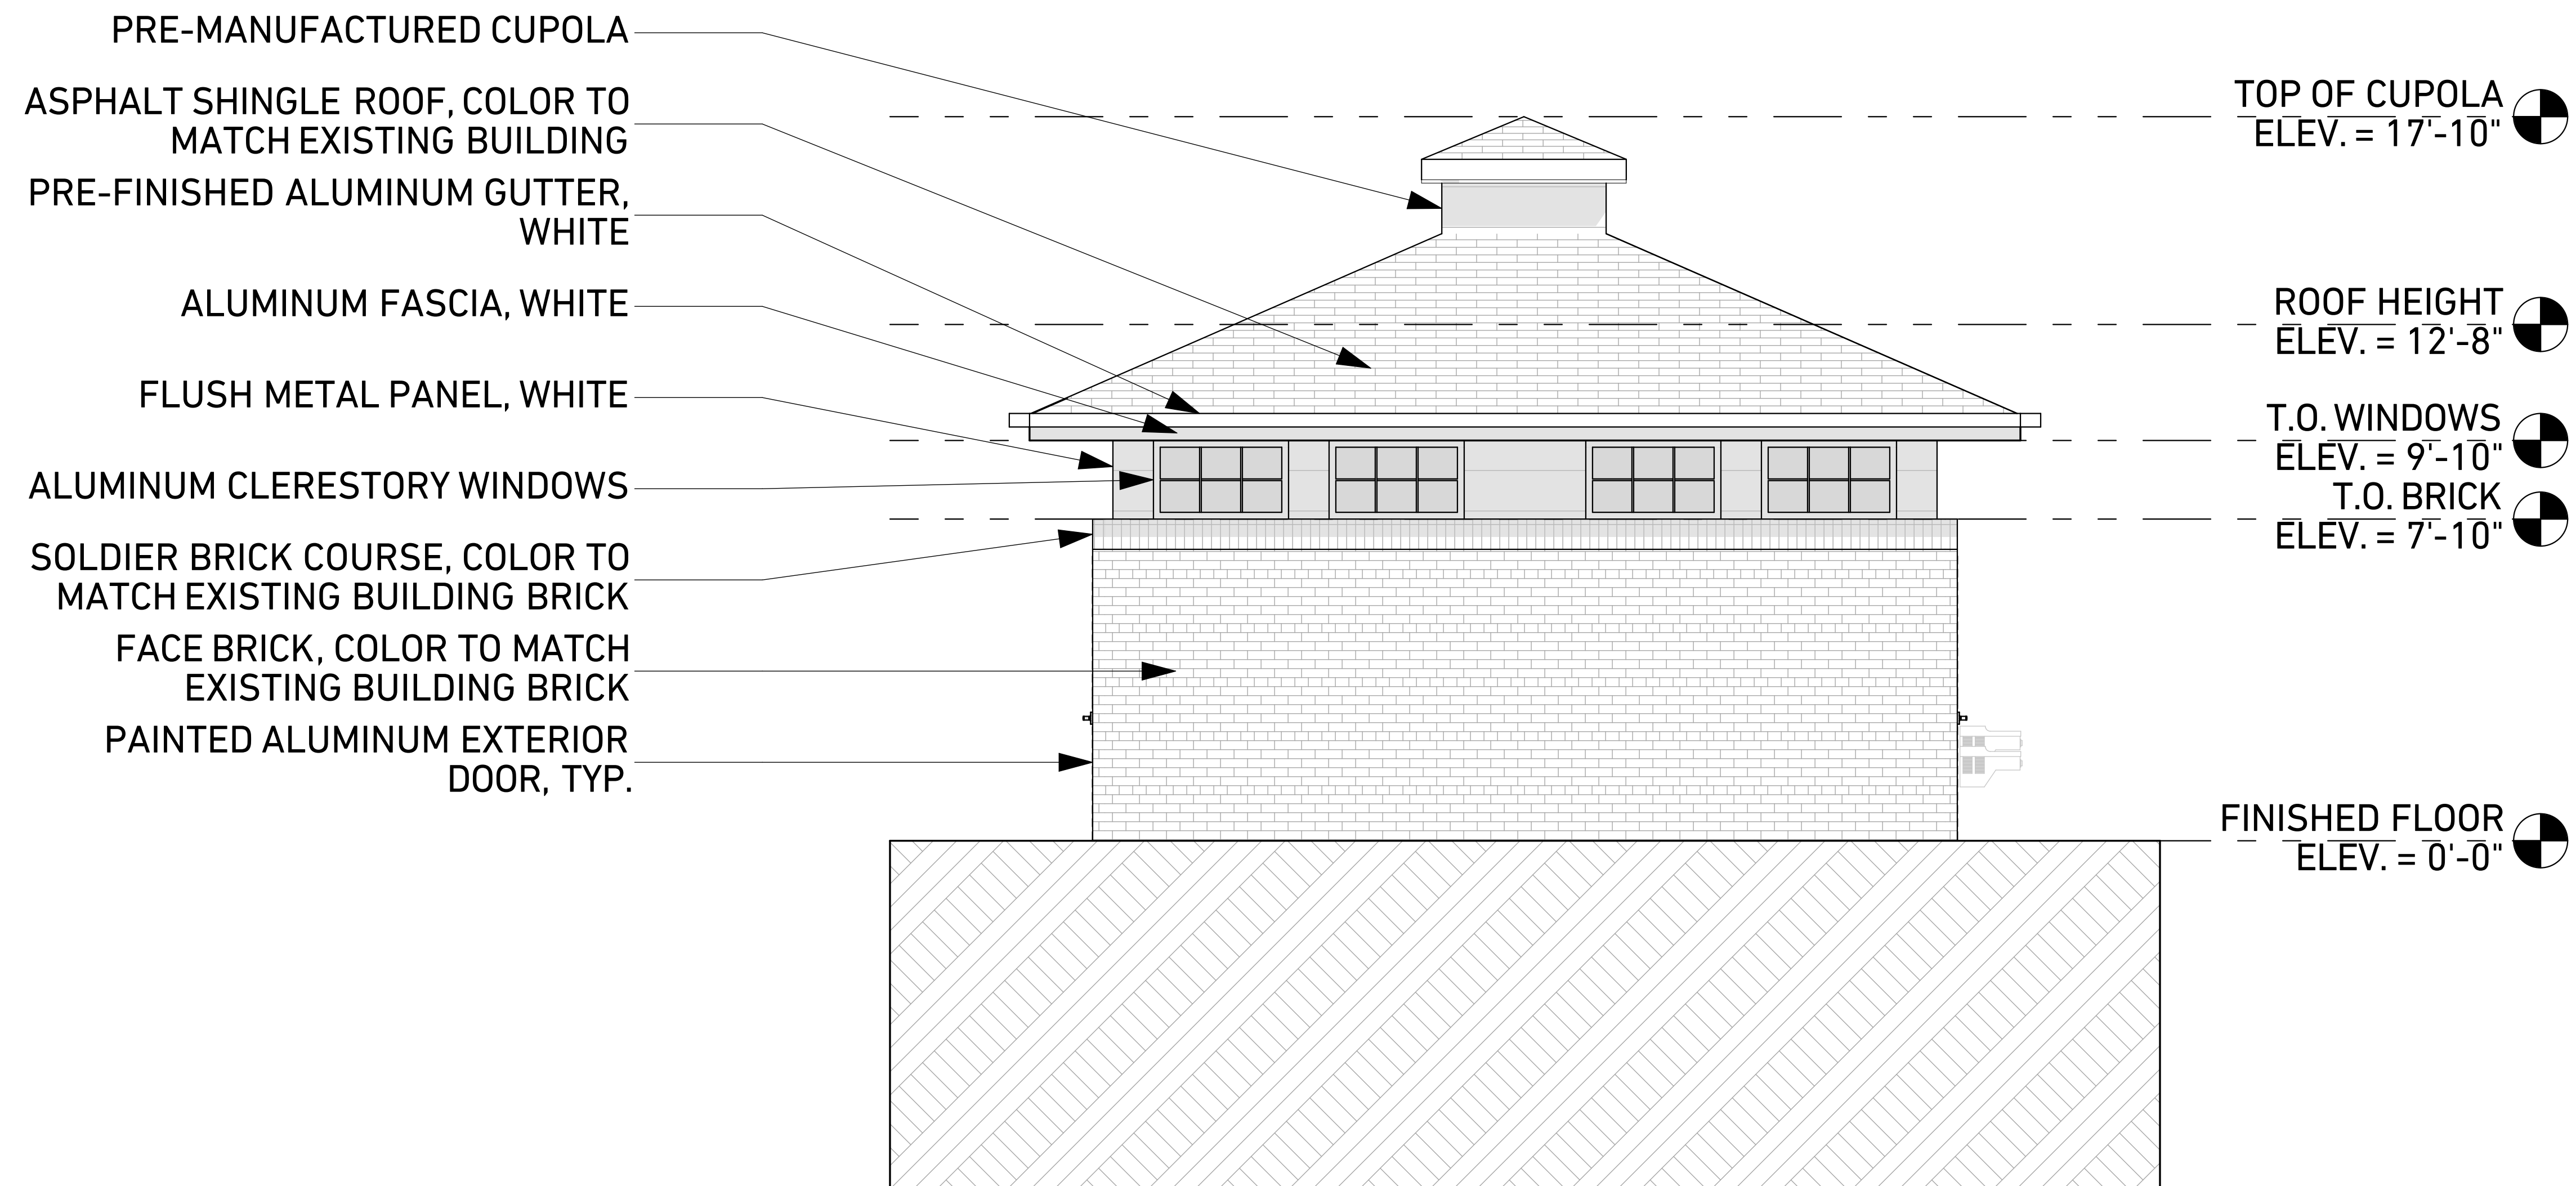 PRE-MANUFACTURED CUPOLA
ASPHALT SHINGLE ROOF, COLOR TO
MATCH EXISTING BUILDING
PRE-FINISHED ALUMINUM GUTTER,
WHITE
ALUMINUM FASCIA, WHITE
FLUSH METAL PANEL, WHITE
ALUMINUM CLERESTORY WINDOWS
SOLDIER BRICK COURSE, COLOR TO
MATCH EXISTING BUILDING BRICK
FACE BRICK, COLOR TO MATCH
EXISTING BUILDING BRICK
PAINTED ALUMINUM EXTERIOR
DOOR, TYP.
TOP OF CUPOLA
ELEV. = 17'-10"
ROOF HEIGHT
ELEV. = 12'-8"
T.O. WINDOWS
ELEV. = 9'-10"
T.O. BRICK
ELEV. = 7'-10"
FINISHED FLOOR
ELEV. = 0'-0"